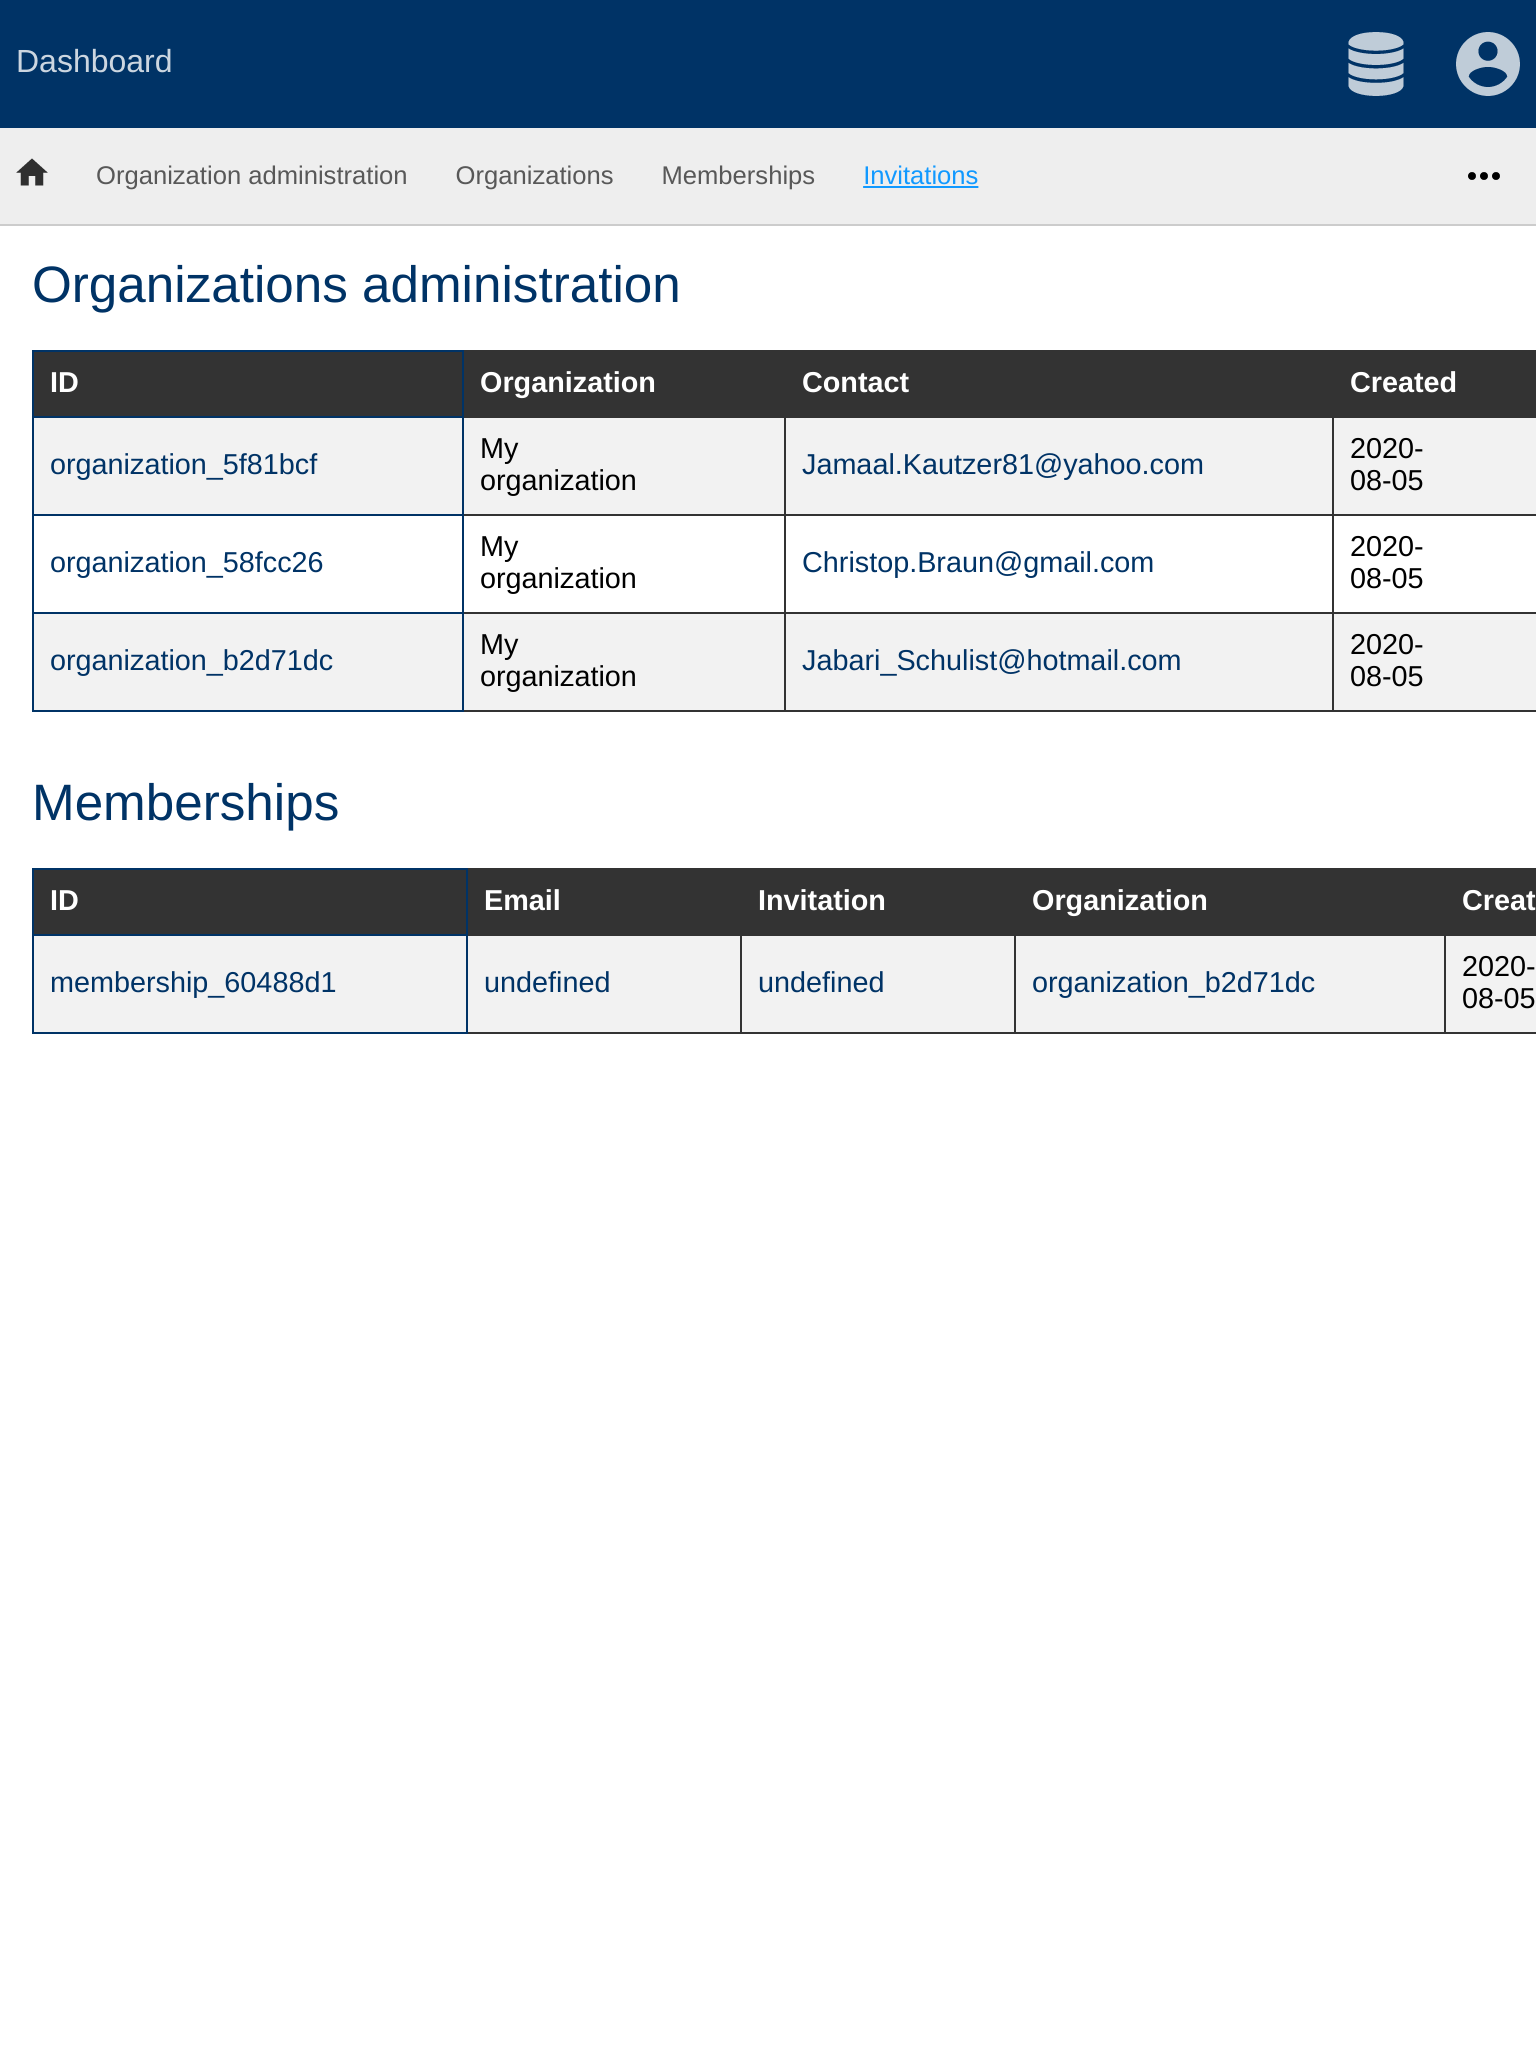 Dashboard
Organization administration Organizations Memberships Invitations
Organizations administration
ID Organization Contact Created
organization_5f81bcf My organization Jamaal.Kautzer81@yahoo.com 2020-08-05
organization_58fcc26 My organization Christop.Braun@gmail.com 2020-08-05
organization_b2d71dc My organization Jabari_Schulist@hotmail.com 2020-08-05
Memberships
ID Email Invitation Organization Creat
membership_60488d1 undefined undefined organization_b2d71dc 2020-08-05